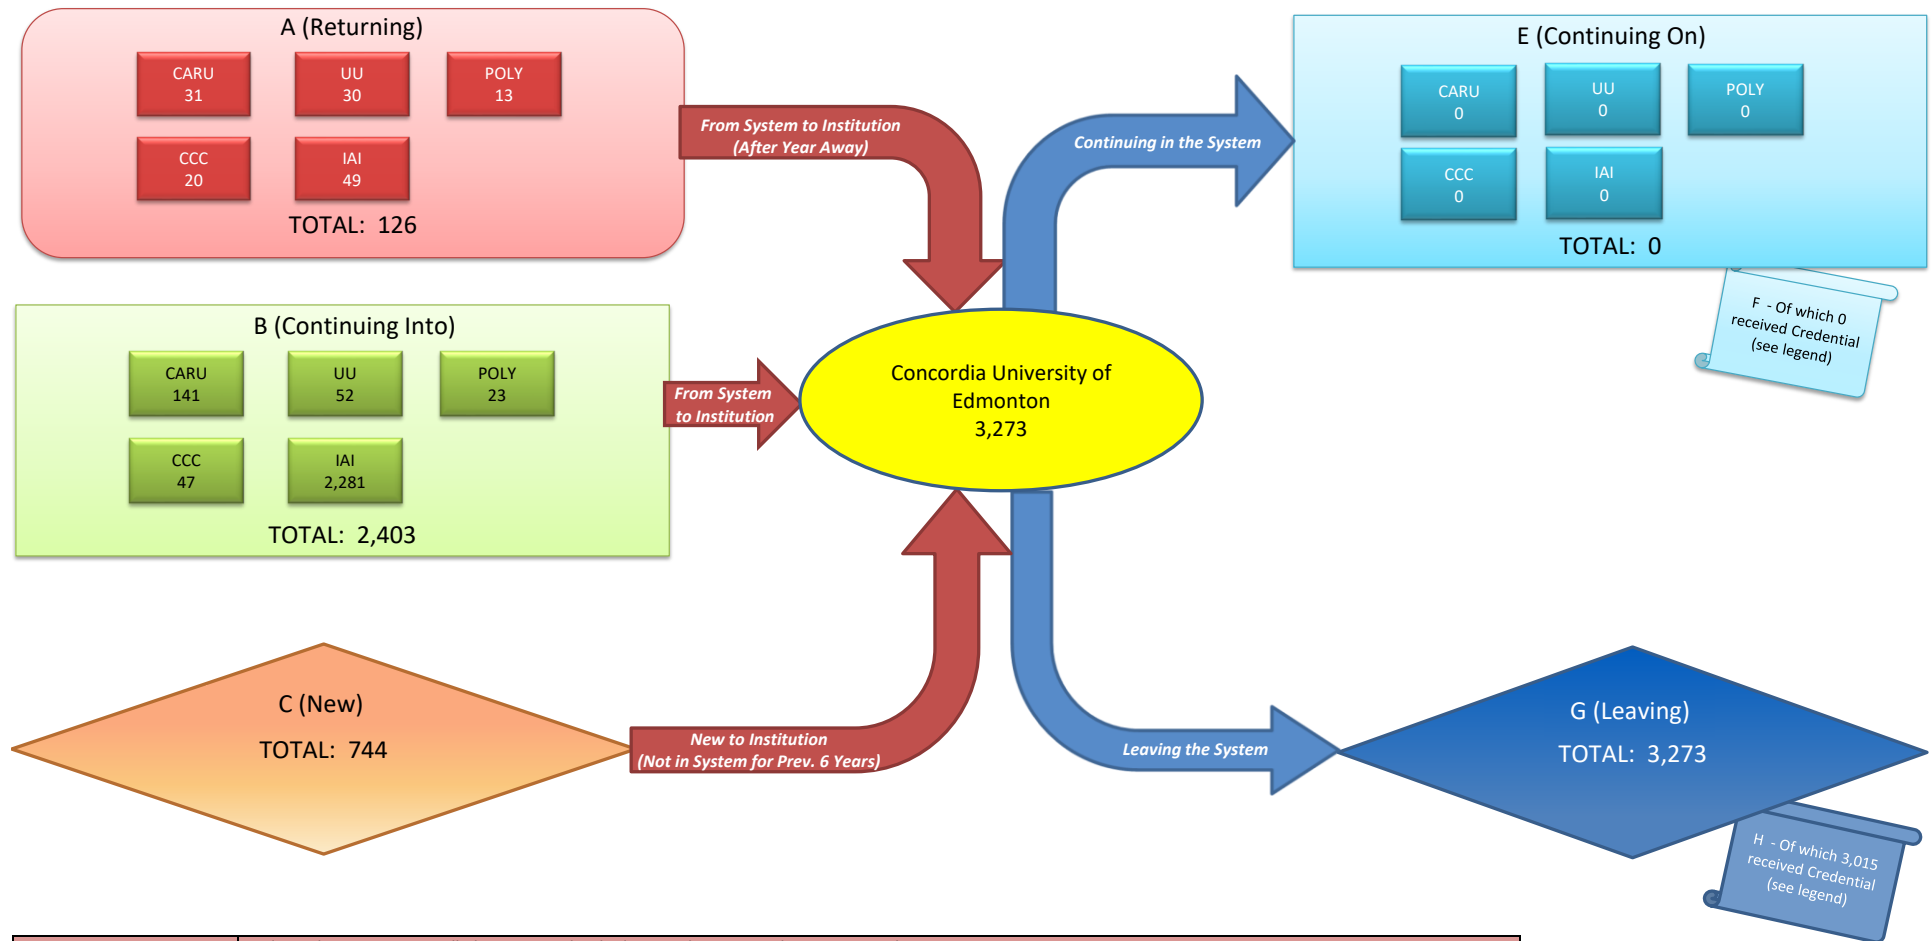 A (Returning)
CARU
31
UU
30
POLY
13
CCC
20
IAI
49
TOTAL: 126
From System to Institution
(After Year Away)
B (Continuing Into)
CARU
141
UU
52
POLY
23
CCC
47
IAI
2,281
TOTAL: 2,403
From System
to Institution
C (New)
TOTAL: 744
New to Institution
(Not in System for Prev. 6 Years)
Concordia University of
Edmonton
3,273
Continuing in the System
E (Continuing On)
CARU
0
UU
0
POLY
0
CCC
0
IAI
0
TOTAL: 0
F - Of which 0
received Credential
(see legend)
Leaving the System
G (Leaving)
TOTAL: 3,273
H - Of which 3,015
received Credential
(see legend)